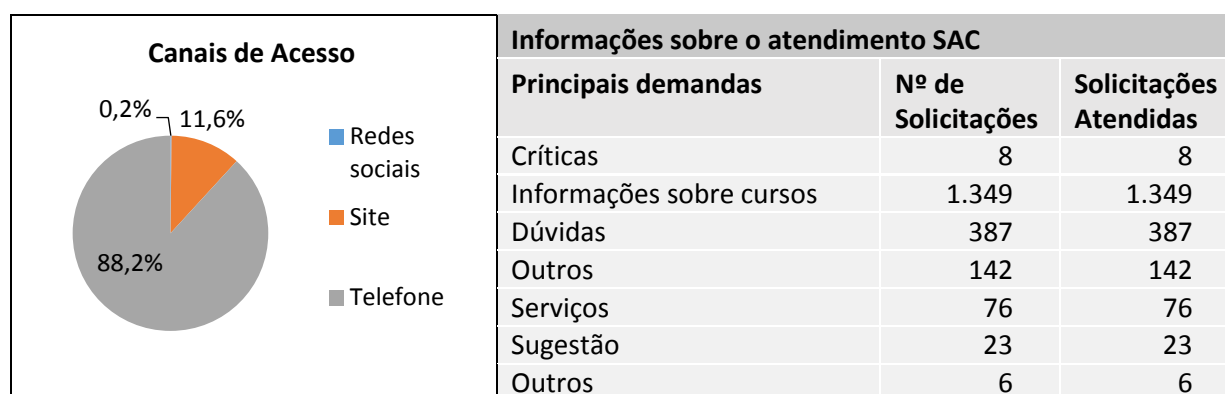 Canais de Acesso
0,2%
11,6%
88,2%
Redes
sociais
Site
Telefone
Informações sobre o atendimento SAC
Principais demandas Nº de Solicitações Solicitações Atendidas
Críticas 8 8
Informações sobre cursos 1.349 1.349
Dúvidas 387 387
Outros 142 142
Serviços 76 76
Sugestão 23 23
Outros 6 6